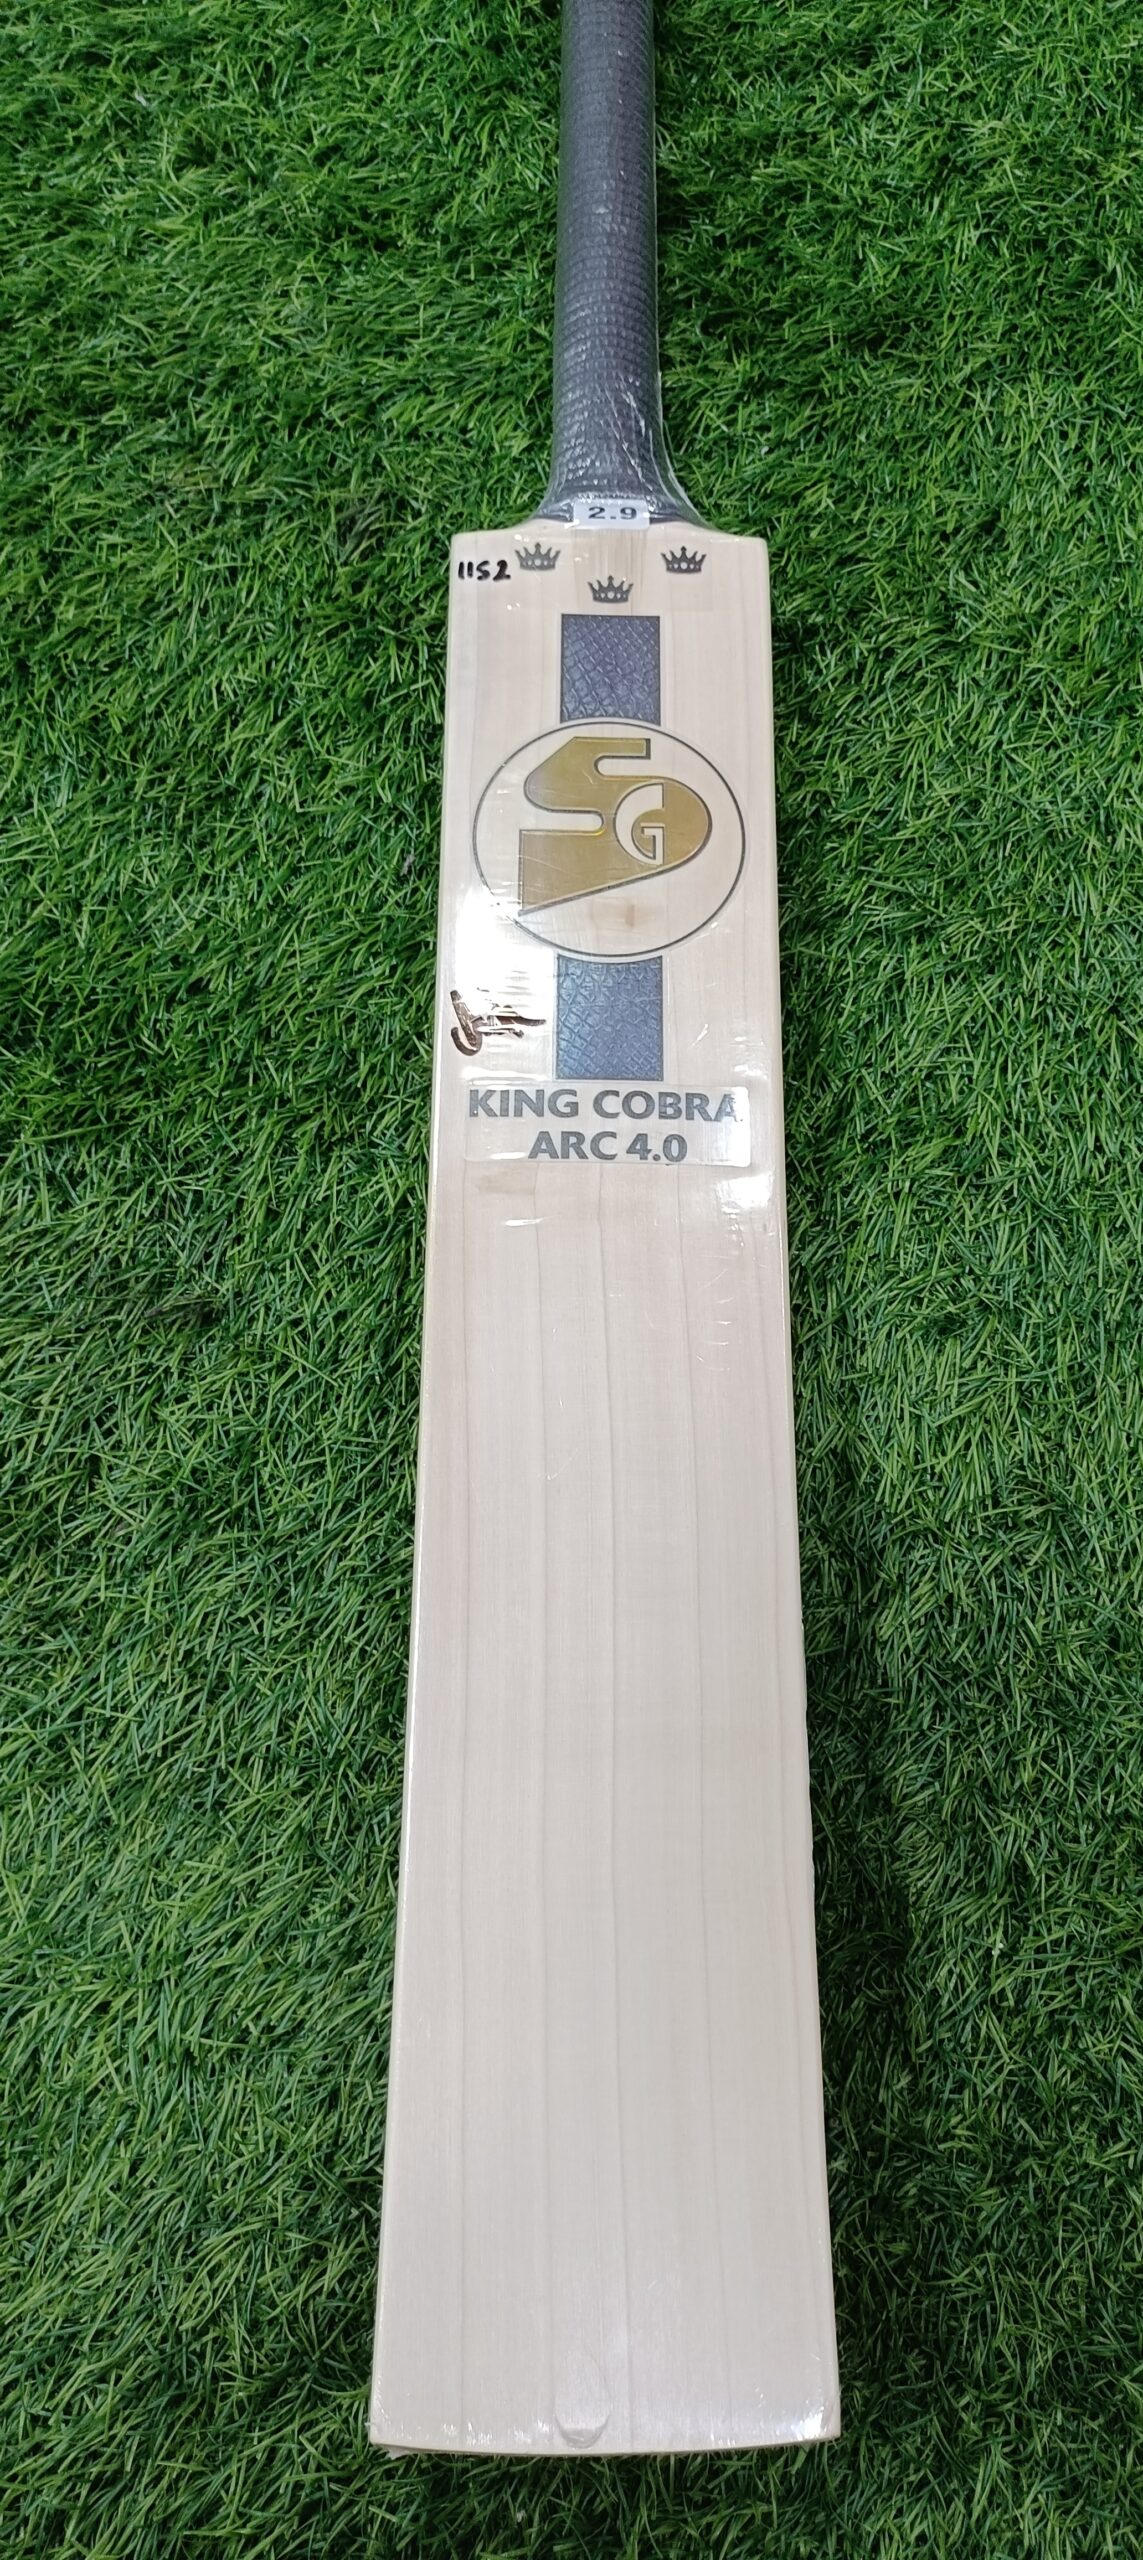 2.9
1152
SG
KING COBRA
ARC 4.0